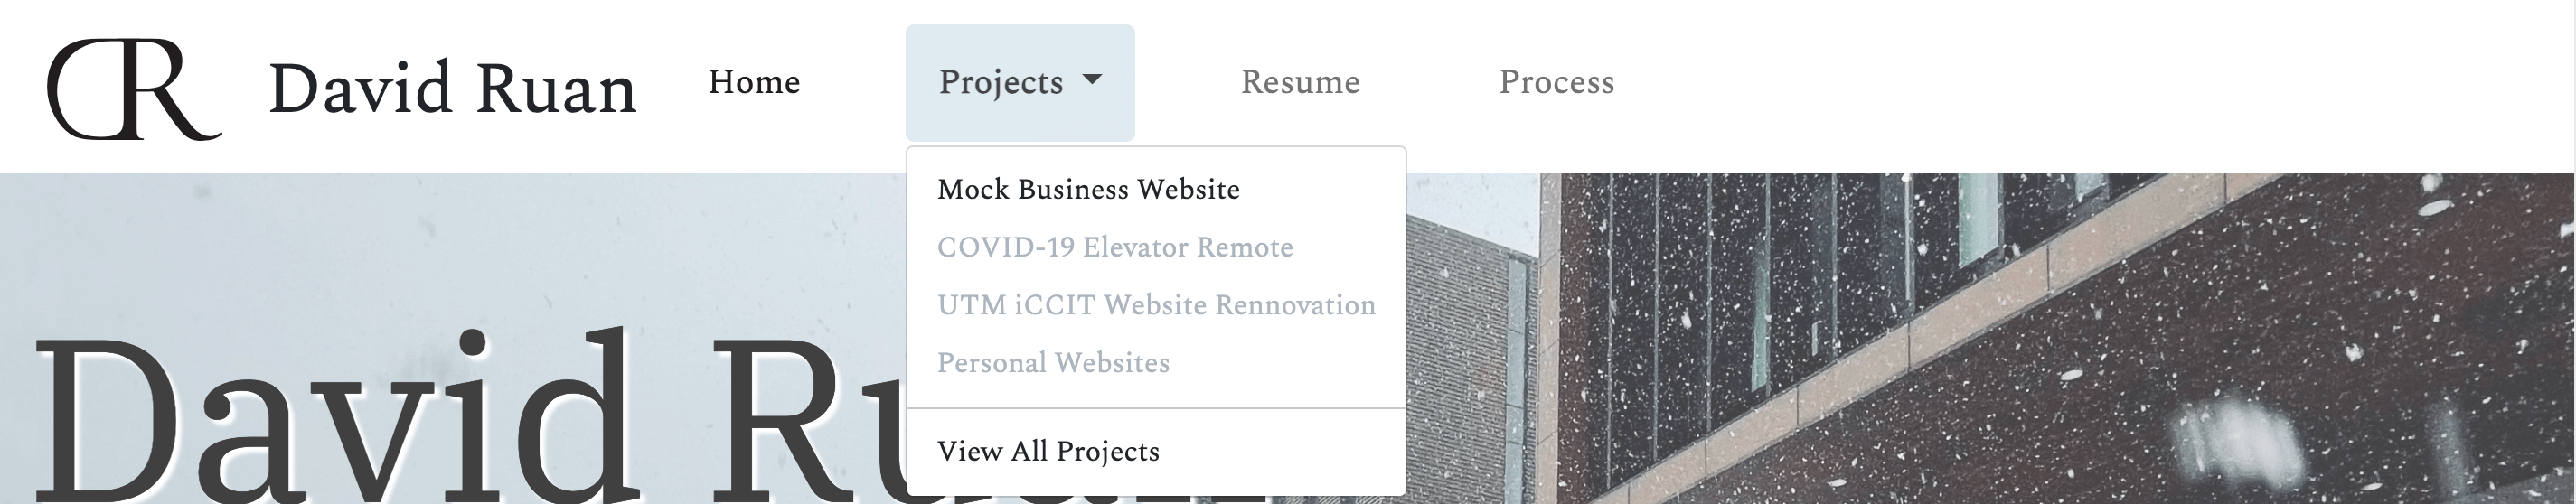 DR
David Ruan
Home
Projects
Resume
Process
Mock Business Website
COVID-19 Elevator Remote
UTM iCCIT Website Rennovation
Personal Websites
View All Projects
David Ruan